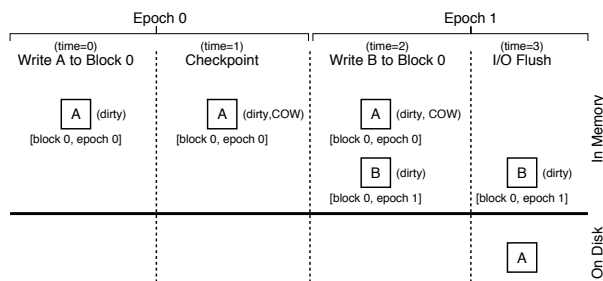 Epoch 0 Epoch 1
(time=0) (time=1) (time=2) (time=3)
Write A to Block 0 Checkpoint Write B to Block 0 I/O Flush
A (dirty) A (dirty,COW) A (dirty, COW)
[block 0, epoch 0] [block 0, epoch 0] [block 0, epoch 0]
B (dirty) B (dirty)
[block 0, epoch 1] [block 0, epoch 1]
In Memory
A
On Disk